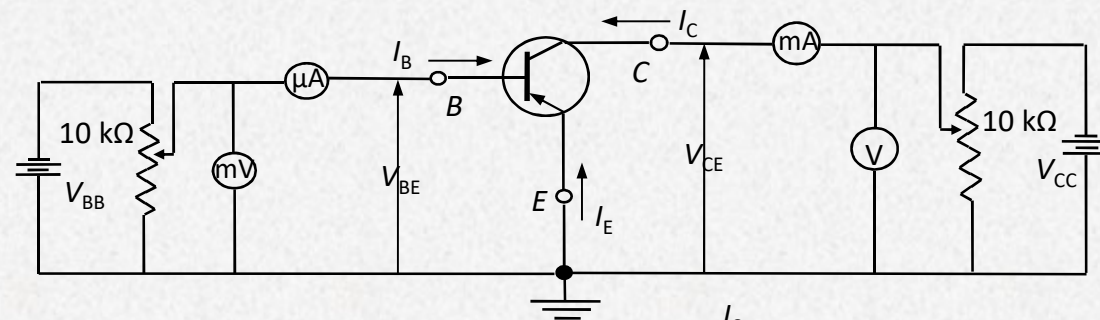 I_C
I_B
mA
μA
C
B
10 kΩ
10 kΩ
mV
V_BE
V_CE
V
V_BB
V_CC
E
I_E